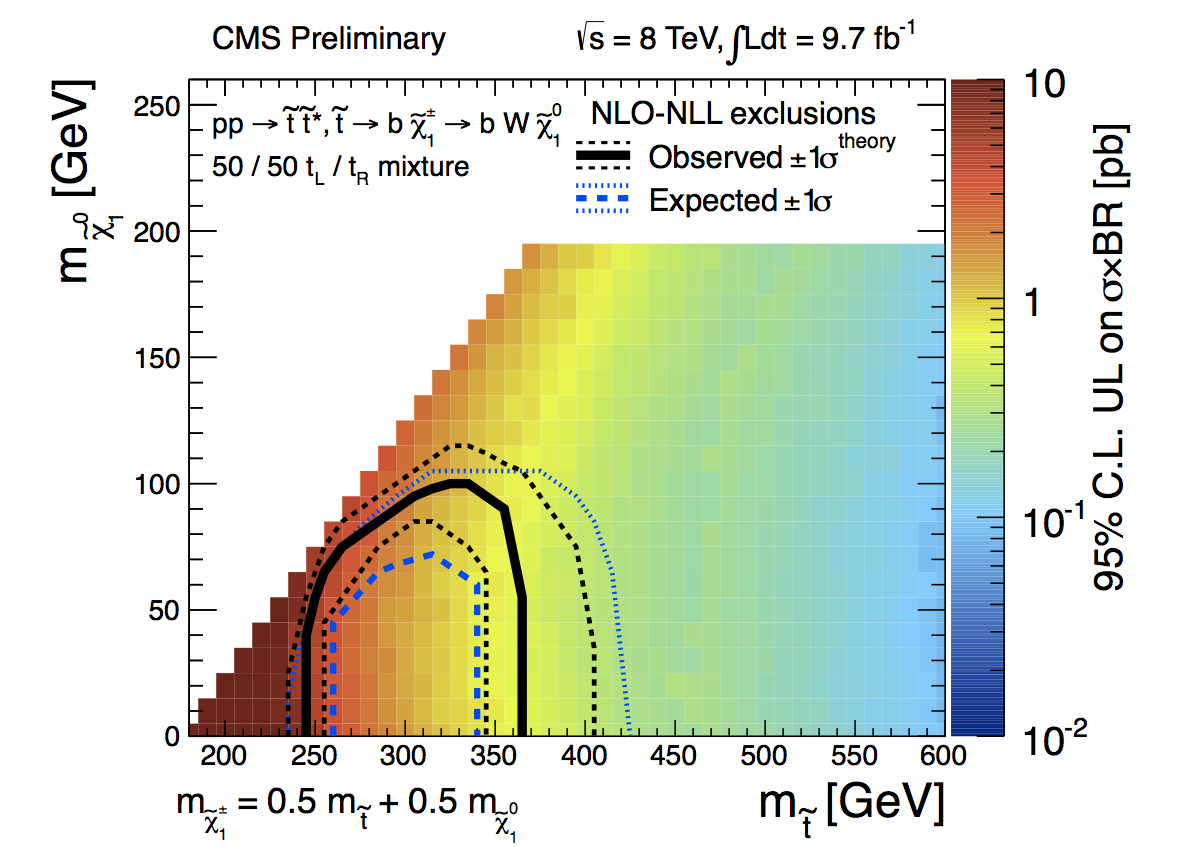 CMS Preliminary
√s = 8 TeV, ∫Ldt = 9.7 fb⁻¹
pp → t̃ t̃*, t̃ → b χ̃₁± → b W χ̃₁⁰
50 / 50 t_L / t_R mixture
NLO-NLL exclusions
Observed ±1σ^theory
Expected ±1σ
m_χ̃₁⁰ [GeV]
250
200
150
100
50
0
200 250 300 350 400 450 500 550 600
m_t̃ [GeV]
m_χ̃₁± = 0.5 m_t̃ + 0.5 m_χ̃₁⁰
10
1
10⁻¹
10⁻²
95% C.L. UL on σ×BR [pb]